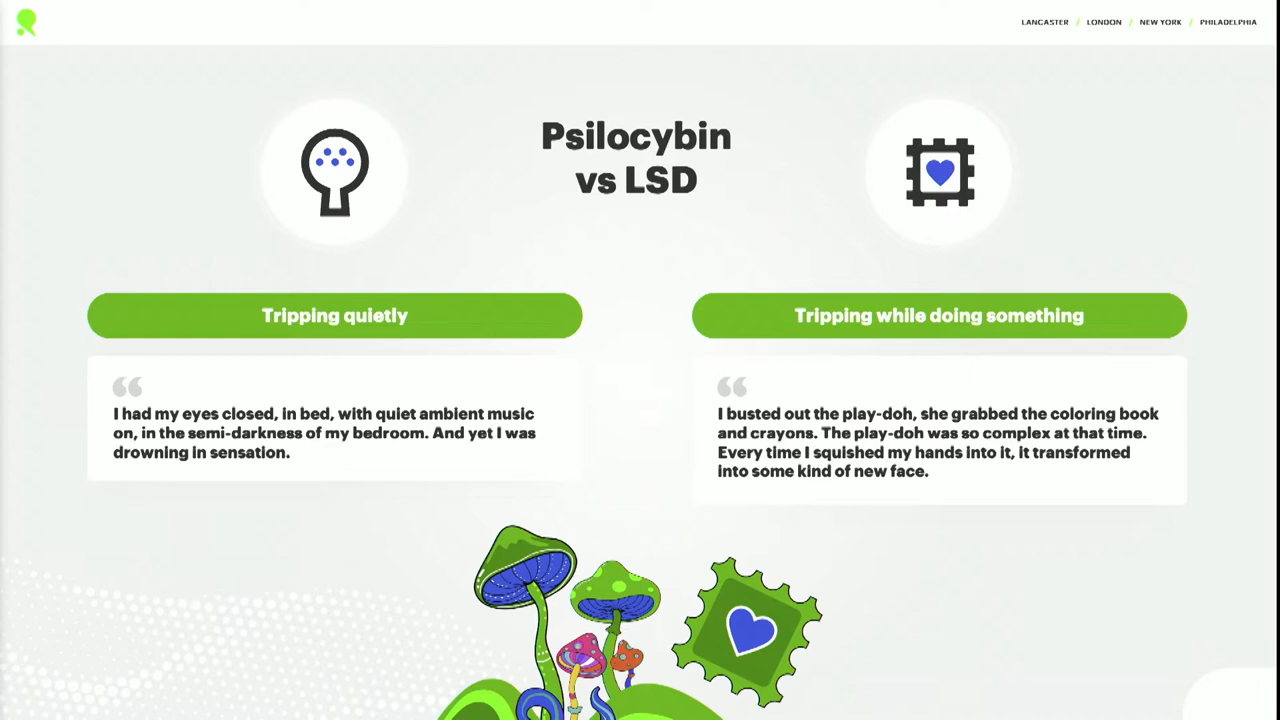 LANCASTER / LONDON / NEW YORK / PHILADELPHIA
Psilocybin
vs LSD
Tripping quietly
“
I had my eyes closed, in bed, with quiet ambient music
on, in the semi-darkness of my bedroom. And yet I was
drowning in sensation.
Tripping while doing something
“
I busted out the play-doh, she grabbed the coloring book
and crayons. The play-doh was so complex at that time.
Every time I squished my hands into it, it transformed
into some kind of new face.